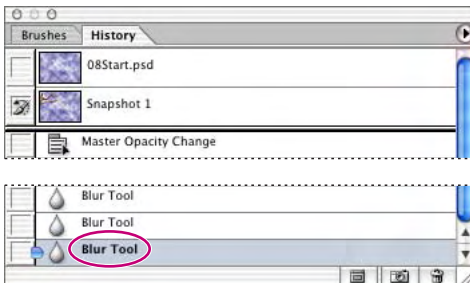 Brushes History
08Start.psd
Snapshot 1
Master Opacity Change
Blur Tool
Blur Tool
Blur Tool